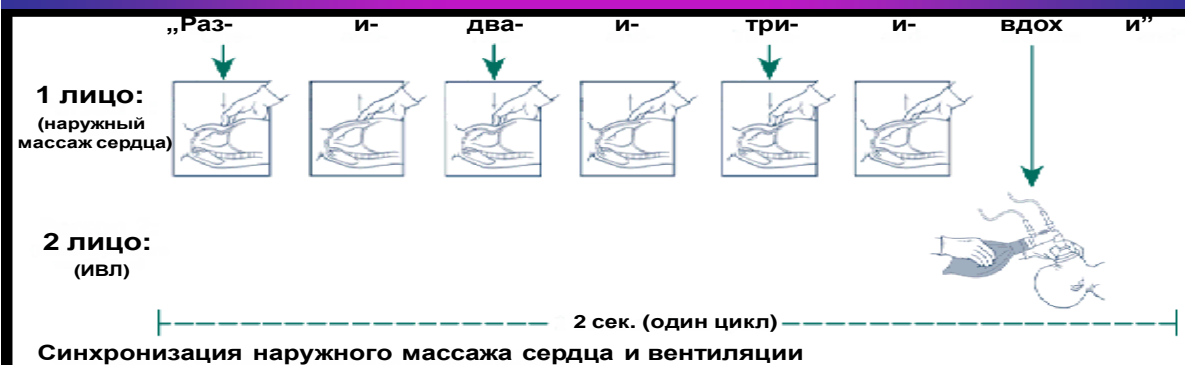 „Раз- и- два- и- три- и- вдох и”
1 лицо:
(наружный
массаж сердца)
2 лицо:
(ИВЛ)
2 сек. (один цикл)
Синхронизация наружного массажа сердца и вентиляции